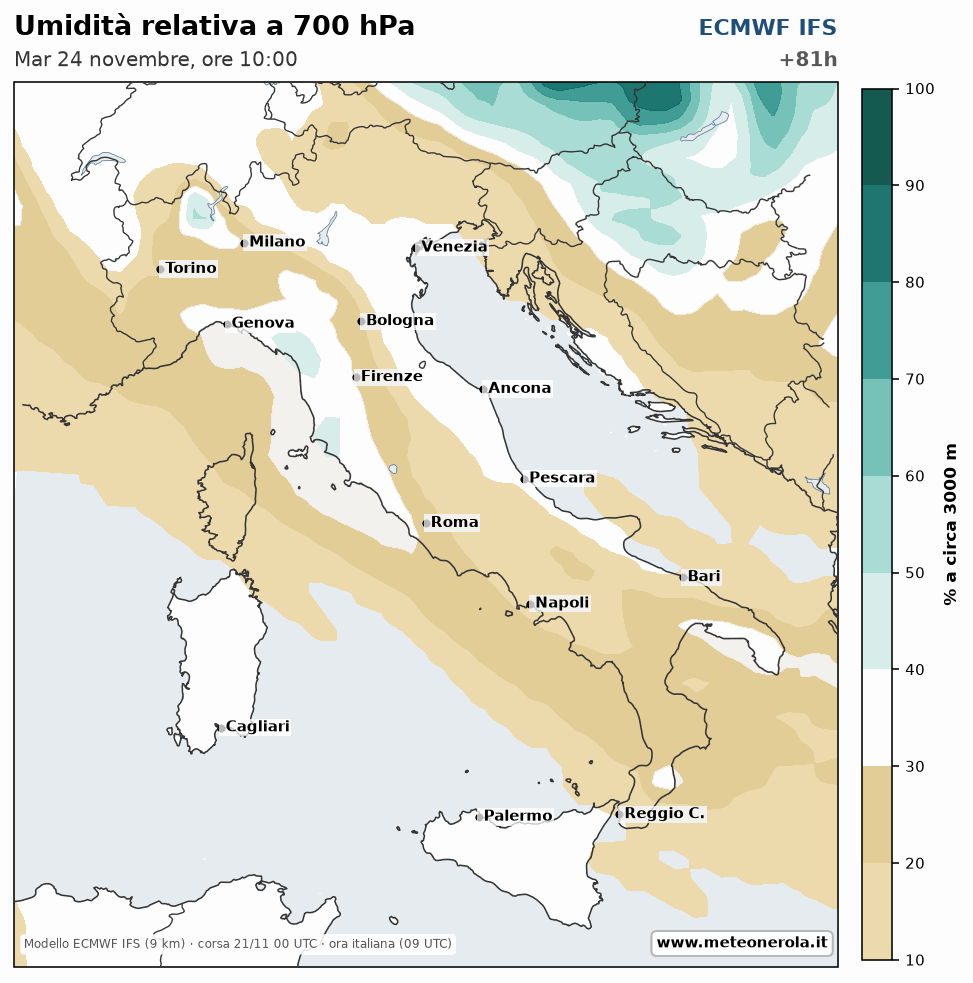 Umidità relativa a 700 hPa
ECMWF IFS
Mar 24 novembre, ore 10:00
+81h
100
90
80
70
60
50
40
30
20
10
% a circa 3000 m
Milano
Venezia
Torino
Genova
Bologna
Firenze
Ancona
Pescara
Roma
Bari
Napoli
Cagliari
Palermo
Reggio C.
Modello ECMWF IFS (9 km) · corsa 21/11 00 UTC · ora italiana (09 UTC)
www.meteonerola.it